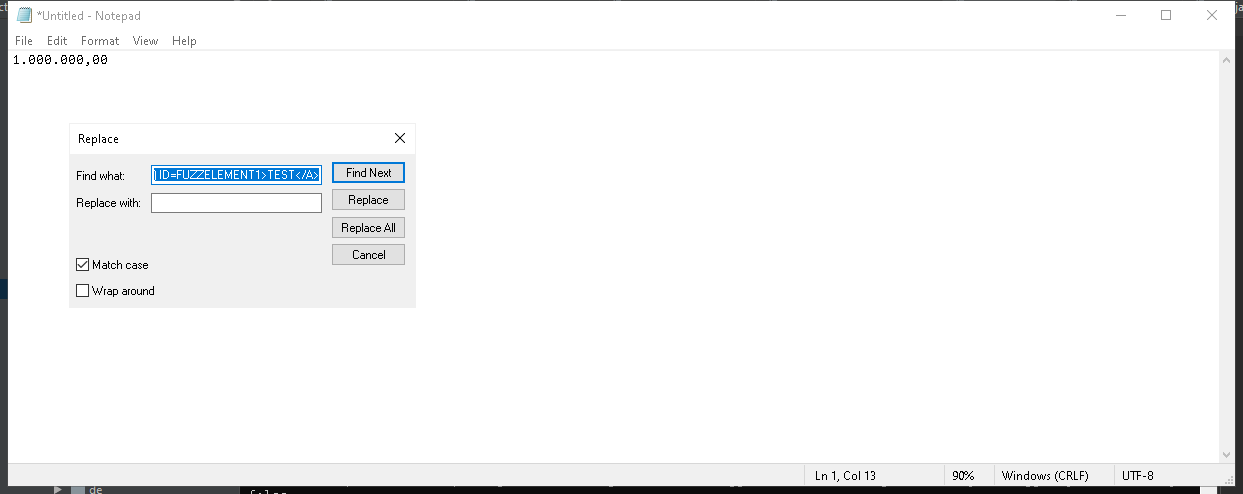 *Untitled - Notepad
File Edit Format View Help
1.000.000,00
Replace
Find what: ID=FUZZELEMENT1>TEST</A> Find Next
Replace with: Replace
Replace All
Cancel
Match case
Wrap around
Ln 1, Col 13 90% Windows (CRLF) UTF-8
de